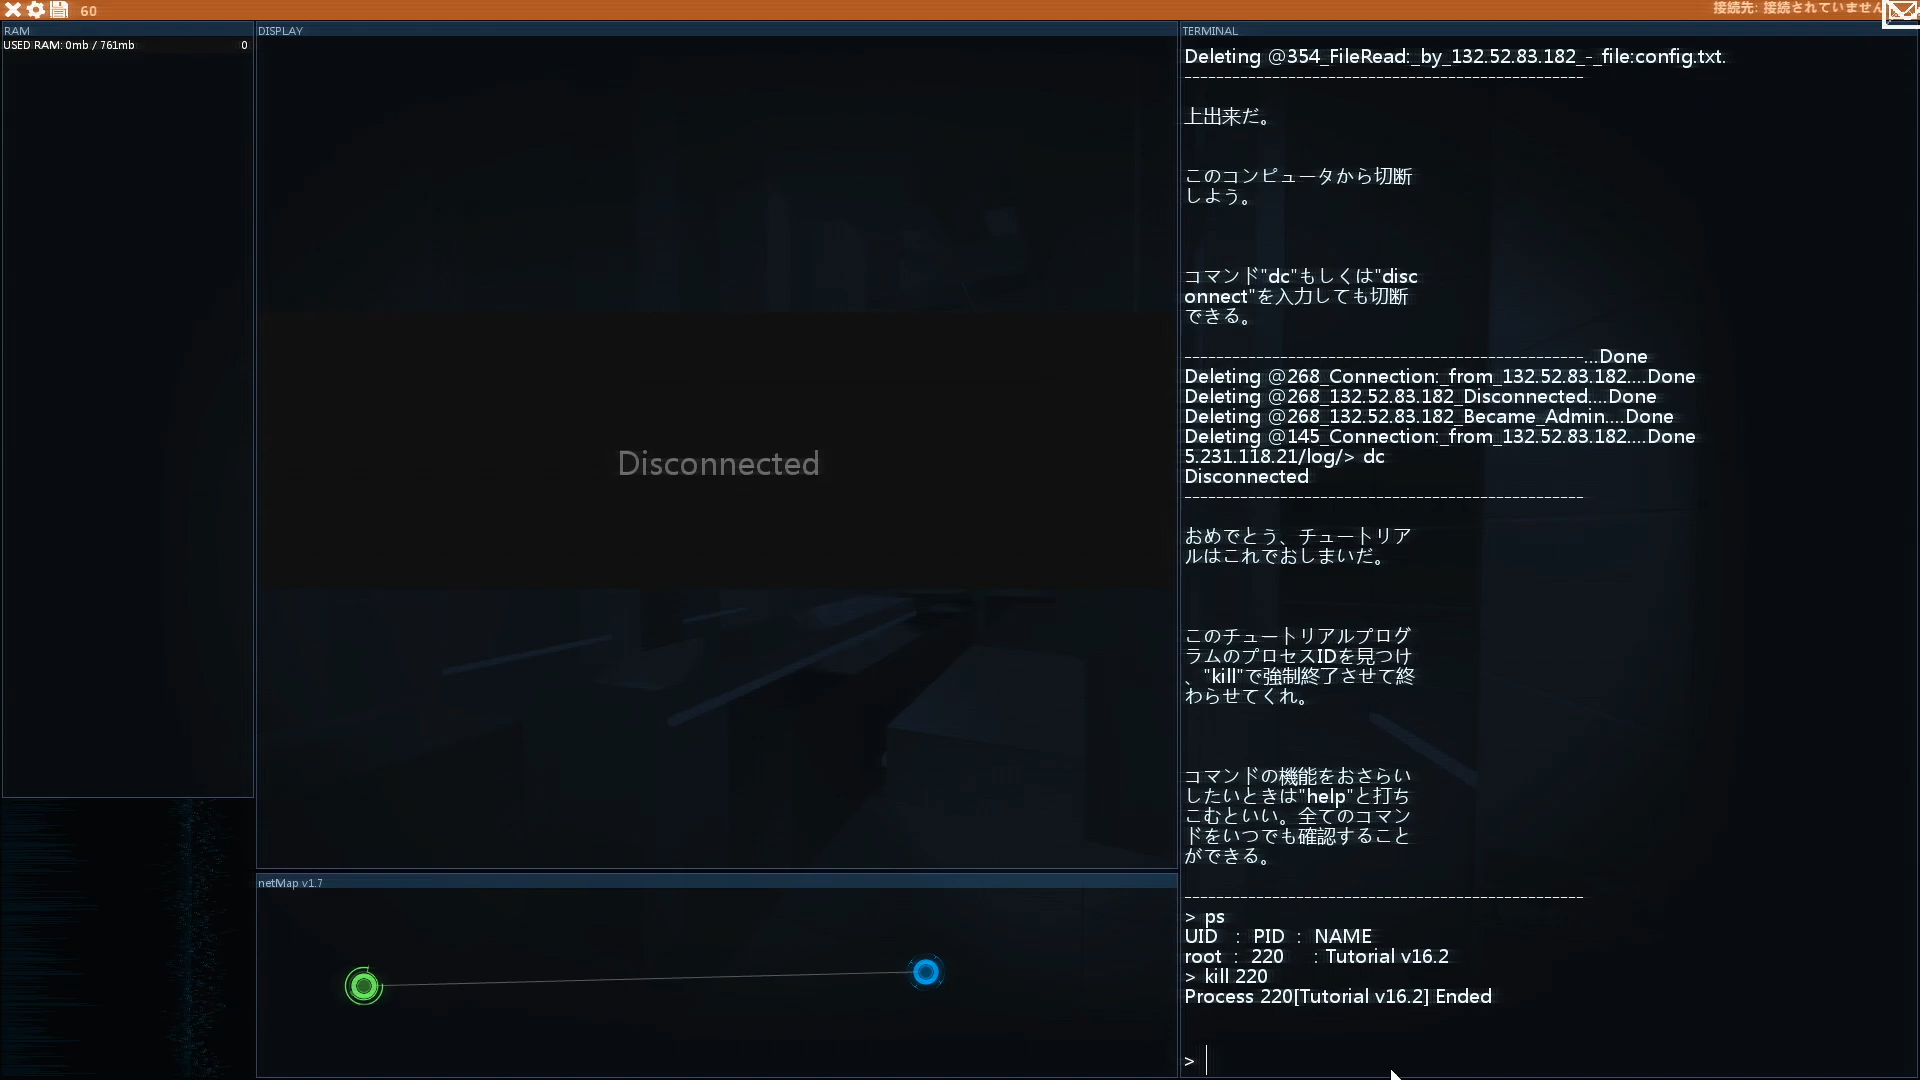 60
接続先: 接続されていません
RAM
USED RAM: 0mb / 761mb 0
DISPLAY
Disconnected
netMap v1.7
TERMINAL
Deleting @354_FileRead:_by_132.52.83.182_-_file:config.txt.
--------------------------------------------------
上出来だ。
このコンピュータから切断
しよう。
コマンド"dc"もしくは"disc
onnect"を入力しても切断
できる。
--------------------------------------------------...Done
Deleting @268_Connection:_from_132.52.83.182....Done
Deleting @268_132.52.83.182_Disconnected....Done
Deleting @268_132.52.83.182_Became_Admin....Done
Deleting @145_Connection:_from_132.52.83.182....Done
5.231.118.21/log/> dc
Disconnected
--------------------------------------------------
おめでとう、チュートリア
ルはこれでおしまいだ。
このチュートリアルプログ
ラムのプロセスIDを見つけ
、"kill"で強制終了させて終
わらせてくれ。
コマンドの機能をおさらい
したいときは"help"と打ち
こむといい。全てのコマン
ドをいつでも確認すること
ができる。
--------------------------------------------------
> ps
UID : PID : NAME
root : 220 : Tutorial v16.2
> kill 220
Process 220[Tutorial v16.2] Ended
>